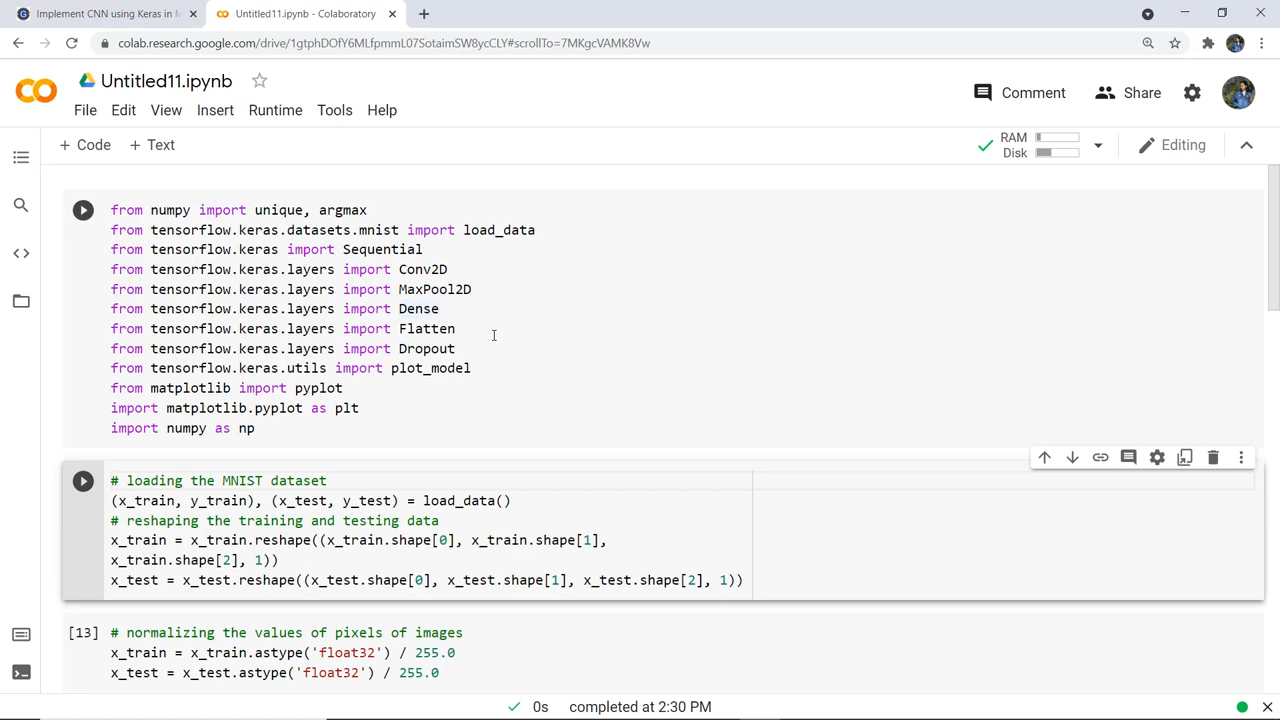 Implement CNN using Keras in M
Untitled11.ipynb - Colaboratory
colab.research.google.com/drive/1gtphDOfY6MLfpmmL07SotaimSW8ycCLY#scrollTo=7MKgcVAMK8Vw
Untitled11.ipynb
Comment
Share
File Edit View Insert Runtime Tools Help
+ Code + Text
RAM
Disk
Editing
from numpy import unique, argmax
from tensorflow.keras.datasets.mnist import load_data
from tensorflow.keras import Sequential
from tensorflow.keras.layers import Conv2D
from tensorflow.keras.layers import MaxPool2D
from tensorflow.keras.layers import Dense
from tensorflow.keras.layers import Flatten
from tensorflow.keras.layers import Dropout
from tensorflow.keras.utils import plot_model
from matplotlib import pyplot
import matplotlib.pyplot as plt
import numpy as np
# loading the MNIST dataset
(x_train, y_train), (x_test, y_test) = load_data()
# reshaping the training and testing data
x_train = x_train.reshape((x_train.shape[0], x_train.shape[1],
x_train.shape[2], 1))
x_test = x_test.reshape((x_test.shape[0], x_test.shape[1], x_test.shape[2], 1))
[13] # normalizing the values of pixels of images
x_train = x_train.astype('float32') / 255.0
x_test = x_test.astype('float32') / 255.0
0s completed at 2:30 PM